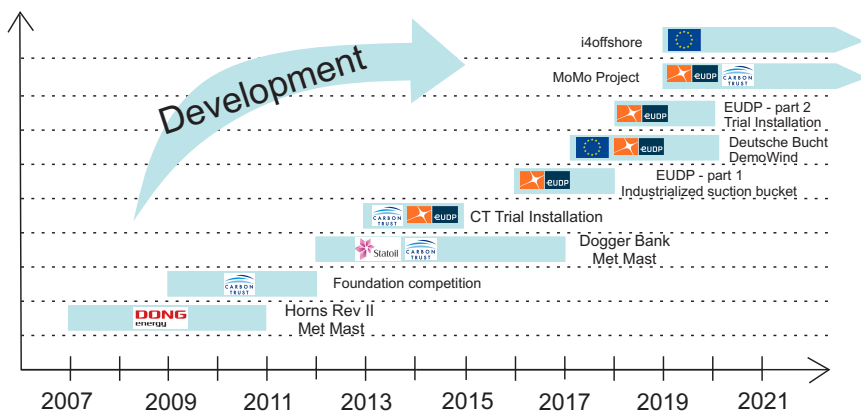 i4offshore
MoMo Project
EUDP
CARBON
TRUST
Development
EUDP
EUDP - part 2
Trial Installation
EUDP
Deutsche Bucht
DemoWind
EUDP
EUDP - part 1
Industrialized suction bucket
CARBON
TRUST
EUDP
CT Trial Installation
Statoil
CARBON
TRUST
Dogger Bank
Met Mast
CARBON
TRUST
Foundation competition
DONG
energy
Horns Rev II
Met Mast
2007 2009 2011 2013 2015 2017 2019 2021